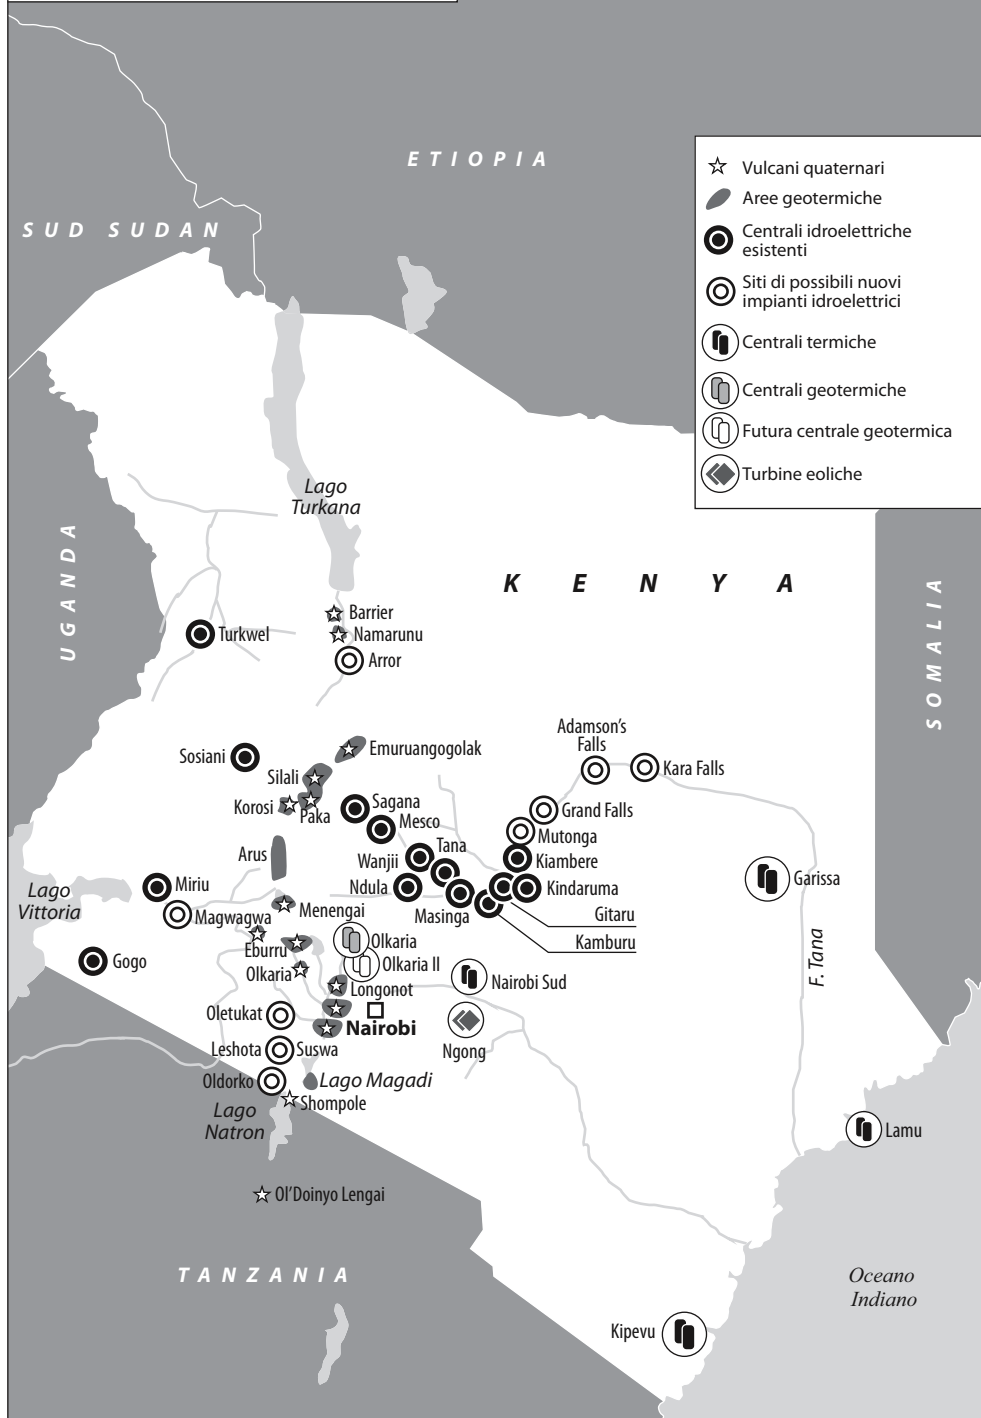 ETIOPIA
SUD SUDAN
Vulcani quaternari
Aree geotermiche
Centrali idroelettriche
esistenti
Siti di possibili nuovi
impianti idroelettrici
Centrali termiche
Centrali geotermiche
Futura centrale geotermica
Turbine eoliche
Lago
Turkana
UGANDA
KENYA
SOMALIA
Barrier
Turkwel
Namarunu
Arror
Adamson's
Falls
Sosiani
Emuruangogolak
Kara Falls
Silali
Korosi
Paka
Sagana
Grand Falls
Mesco
Mutonga
Tana
Arus
Wanjii
Kiambere
Lago
Vittoria
Miriu
Ndula
Kindaruma
Garissa
Magwagwa
Menengai
Masinga
Gitaru
Kamburu
Eburru
Olkaria
Gogo
Olkaria
Olkaria II
F. Tana
Longonot
Nairobi Sud
Oletukat
Nairobi
Leshota
Suswa
Ngong
Oldorko
Lago Magadi
Shompole
Lago
Natron
Lamu
Ol'Doinyo Lengai
TANZANIA
Oceano
Indiano
Kipevu